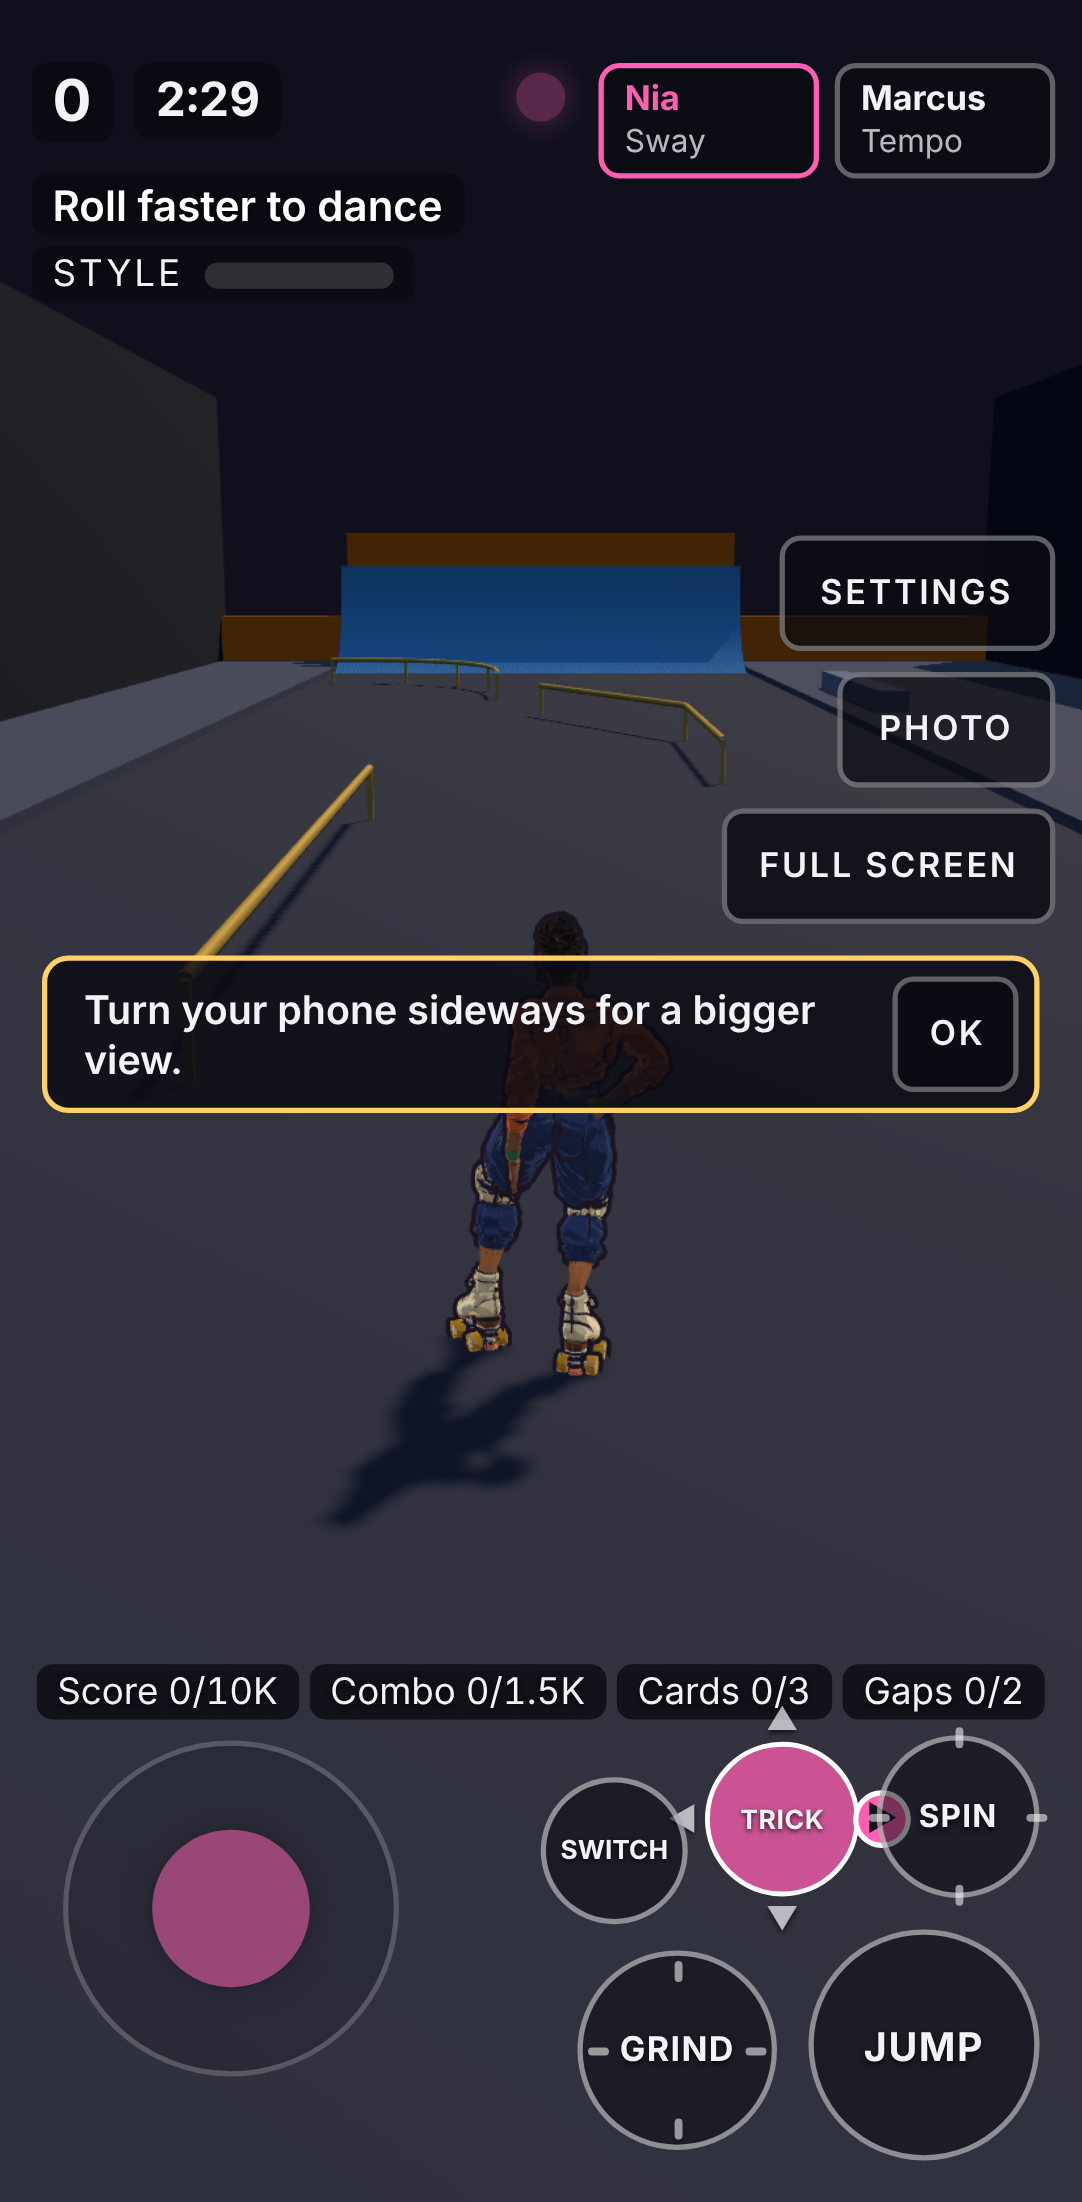 0
2:29
Nia
Sway
Marcus
Tempo
Roll faster to dance
STYLE
SETTINGS
PHOTO
FULL SCREEN
Turn your phone sideways for a bigger
view.
OK
Score 0/10K
Combo 0/1.5K
Cards 0/3
Gaps 0/2
SWITCH
TRICK
SPIN
GRIND
JUMP